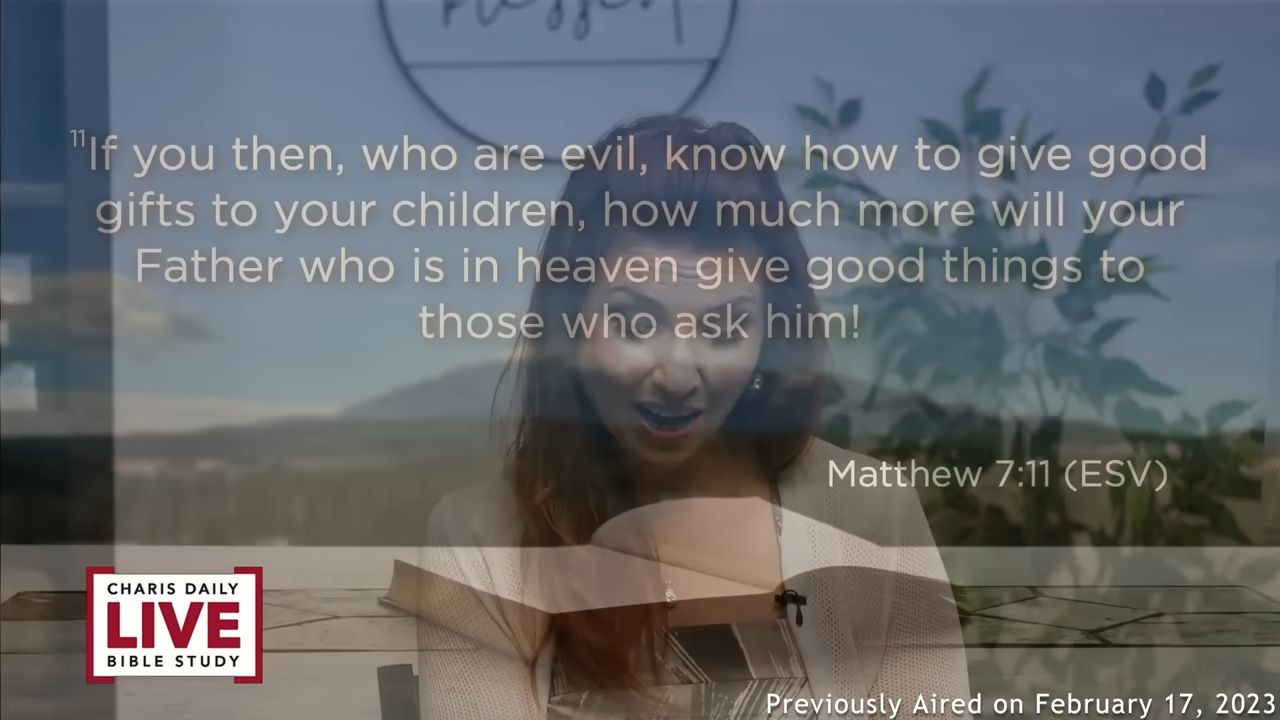 Blessed
¹¹If you then, who are evil, know how to give good
gifts to your children, how much more will your
Father who is in heaven give good things to
those who ask him!
Matthew 7:11 (ESV)
CHARIS DAILY
LIVE
BIBLE STUDY
Previously Aired on February 17, 2023